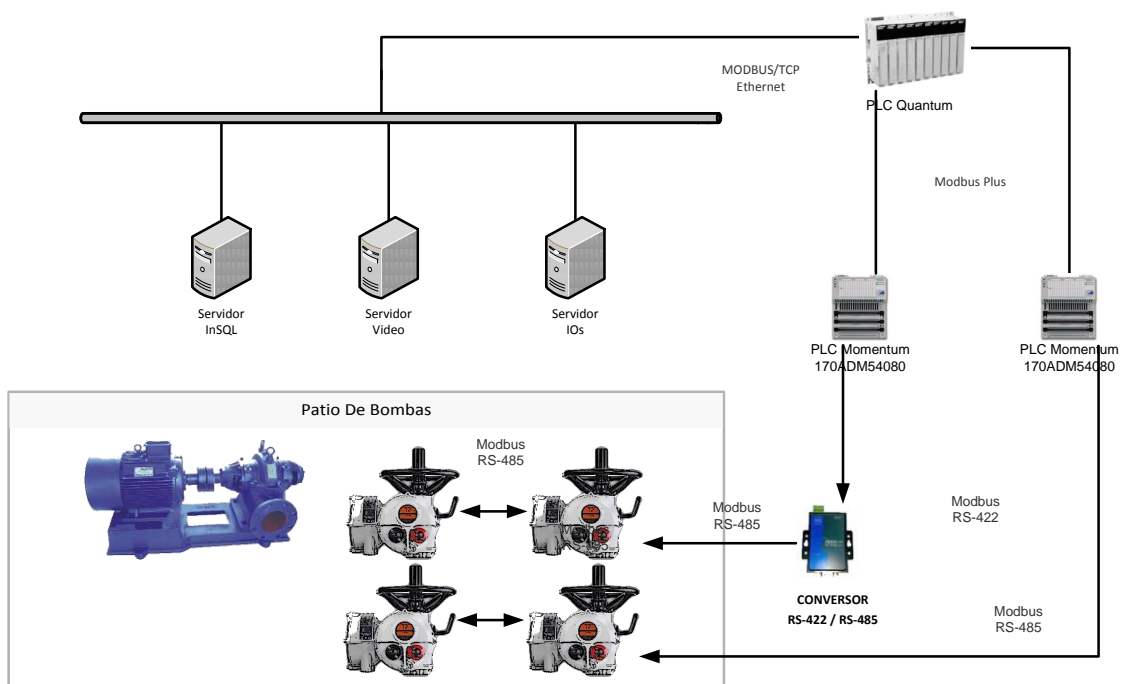 MODBUS/TCP
Ethernet
PLC Quantum
Modbus Plus
Servidor
InSQL
Servidor
Video
Servidor
IOs
PLC Momentum
170ADM54080
PLC Momentum
170ADM54080
Patio De Bombas
Modbus
RS-485
Modbus
RS-485
Modbus
RS-422
CONVERSOR
RS-422 / RS-485
Modbus
RS-485